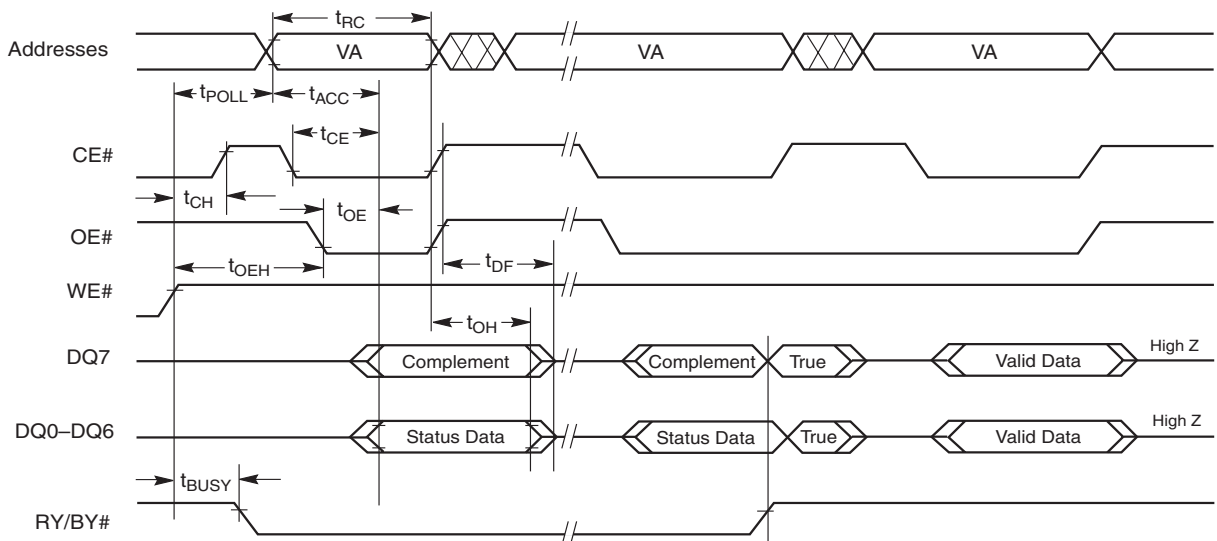 tRC
Addresses VA VA VA
tPOLL tACC
tCE
CE#
tCH
tOE
OE#
tOEH tDF
WE#
tOH
DQ7 Complement Complement True Valid Data High Z
DQ0–DQ6 Status Data Status Data True Valid Data High Z
tBUSY
RY/BY#